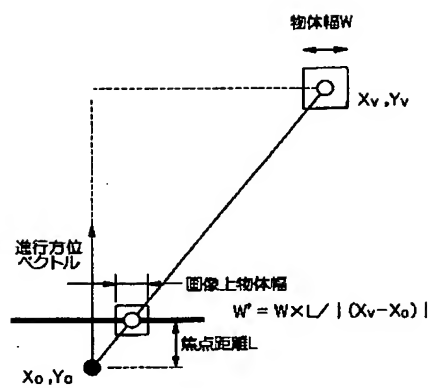 物体幅W
Xv,Yv
進行方位
ベクトル
画像上物体幅
W' = W×L/|(Xv-Xo)|
焦点距離L
Xo,Yo